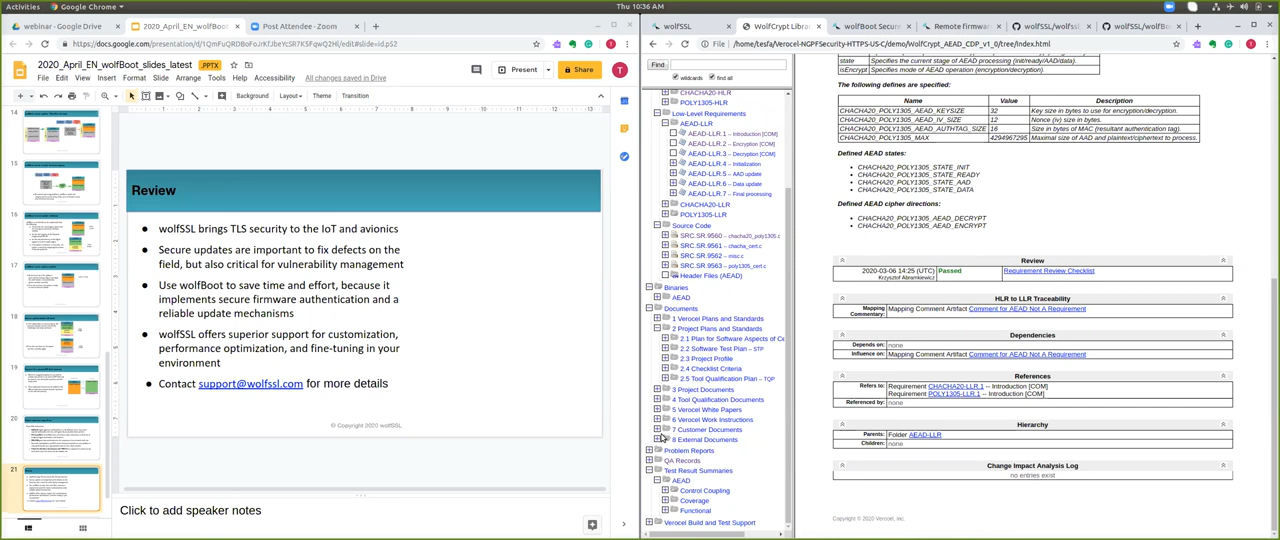 Activities
Google Chrome
Thu 10:36 AM
webinar - Google Drive
2020_April_EN_wolfBoot_s
Post Attendee - Zoom
https://docs.google.com/presentation/d/1QmFuQRDBoFoJrKfJbeYcSR7K5FqwQ2Hl/edit#slide=id.p52
2020_April_EN_wolfBoot_slides_latest
.PPTX
File Edit View Insert Format Slide Arrange Tools Help Accessibility
All changes saved in Drive
Present
Share
T
Background
Layout
Theme
Transition
14
15
16
17
18
19
20
21
Review
wolfSSL brings TLS security to the IoT and avionics
Secure updates are important to fix defects on the
field, but also critical for vulnerability management
Use wolfBoot to save time and effort, because it
implements secure firmware authentication and a
reliable update mechanisms
wolfSSL offers superior support for customization,
performance optimization, and fine-tuning in your
environment
Contact support@wolfssl.com for more details
© Copyright 2020 wolfSSL
Click to add speaker notes
wolfSSL
WolfCrypt Libra
wolfBoot Secur
Remote firmwar
wolfSSL/wolfss
wolfSSL/wolfBo
File
/home/tesfa/Verocel-NGPFSecurity-HTTPS-US-C/demo/WolfCrypt_AEAD_CDP_v1_0/tree/index.html
Find
wildcards
find all
CHACHA20-HLR
POLY1305-HLR
Low-Level Requirements
AEAD-LLR
AEAD-LLR.1 – Introduction [COM]
AEAD-LLR.2 – Encryption [COM]
AEAD-LLR.3 – Decryption [COM]
AEAD-LLR.4 – Initialization
AEAD-LLR.5 – AAD update
AEAD-LLR.6 – Data update
AEAD-LLR.7 – Final processing
CHACHA20-LLR
POLY1305-LLR
Source Code
SRC.SR.9560 – chacha20_poly1305.c
SRC.SR.9561 – chacha_cert.c
SRC.SR.9562 – misc.c
SRC.SR.9563 – poly1305_cert.c
Header Files (AEAD)
Binaries
AEAD
Documents
1 Verocel Plans and Standards
2 Project Plans and Standards
2.1 Plan for Software Aspects of Ce
2.2 Software Test Plan – STP
2.3 Project Profile
2.4 Checklist Criteria
2.5 Tool Qualification Plan – TQP
3 Project Documents
4 Tool Qualification Documents
5 Verocel White Papers
6 Verocel Work Instructions
7 Customer Documents
8 External Documents
Problem Reports
QA Records
Test Result Summaries
AEAD
Control Coupling
Coverage
Functional
Verocel Build and Test Support
state Specifies the current stage of AEAD processing (init/ready/AAD/data).
isEncrypt Specifies mode of AEAD operation (encryption/decryption).
The following defines are specified:
Name Value Description
CHACHA20_POLY1305_AEAD_KEYSIZE 32 Key size in bytes to use for encryption/decryption.
CHACHA20_POLY1305_AEAD_IV_SIZE 12 Nonce (iv) size in bytes.
CHACHA20_POLY1305_AEAD_AUTHTAG_SIZE 16 Size in bytes of MAC (resultant authentication tag).
CHACHA20_POLY1305_MAX 4294967295 Maximal size of AAD and plaintext/ciphertext to process.
Defined AEAD states:
CHACHA20_POLY1305_STATE_INIT
CHACHA20_POLY1305_STATE_READY
CHACHA20_POLY1305_STATE_AAD
CHACHA20_POLY1305_STATE_DATA
Defined AEAD cipher directions:
CHACHA20_POLY1305_AEAD_DECRYPT
CHACHA20_POLY1305_AEAD_ENCRYPT
Review
2020-03-06 14:25 (UTC) Passed Requirement Review Checklist
Krzysztof Abramkiewicz
HLR to LLR Traceability
Mapping Commentary: Mapping Comment Artifact Comment for AEAD Not A Requirement
Dependencies
Depends on: none
Influence on: Mapping Comment Artifact Comment for AEAD Not A Requirement
References
Refers to: Requirement CHACHA20-LLR.1 -- Introduction [COM]
Requirement POLY1305-LLR.1 -- Introduction [COM]
Referenced by: none
Hierarchy
Parents: Folder AEAD-LLR
Children: none
Change Impact Analysis Log
no entries exist
Copyright © 2020 Verocel, Inc.